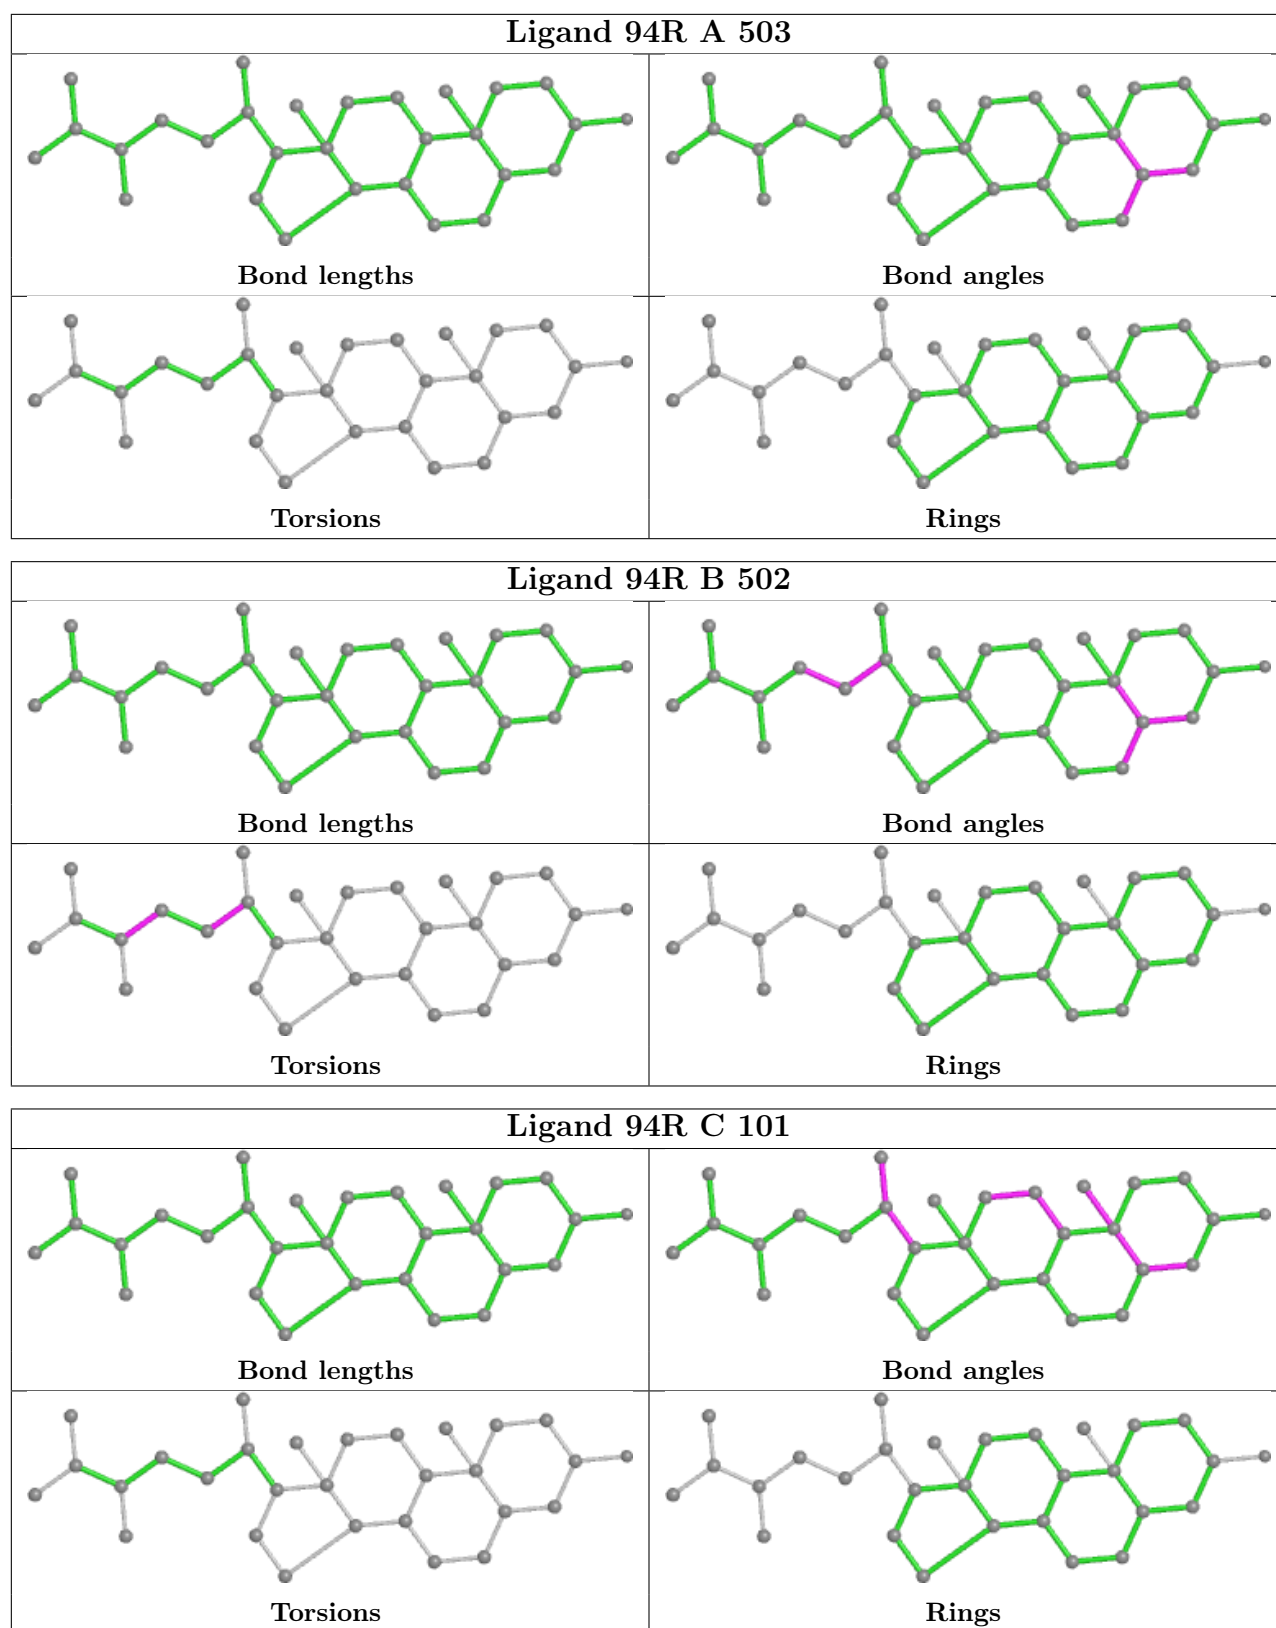 Ligand 94R A 503
Bond lengths
Bond angles
Torsions
Rings
Ligand 94R B 502
Bond lengths
Bond angles
Torsions
Rings
Ligand 94R C 101
Bond lengths
Bond angles
Torsions
Rings